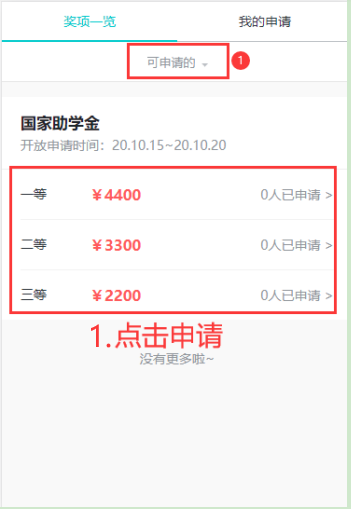 奖项一览 我的申请
可申请的 1
国家助学金
开放申请时间：20.10.15~20.10.20
一等 ￥4400 0人已申请 >
二等 ￥3300 0人已申请 >
三等 ￥2200 0人已申请 >
1.点击申请
没有更多啦~